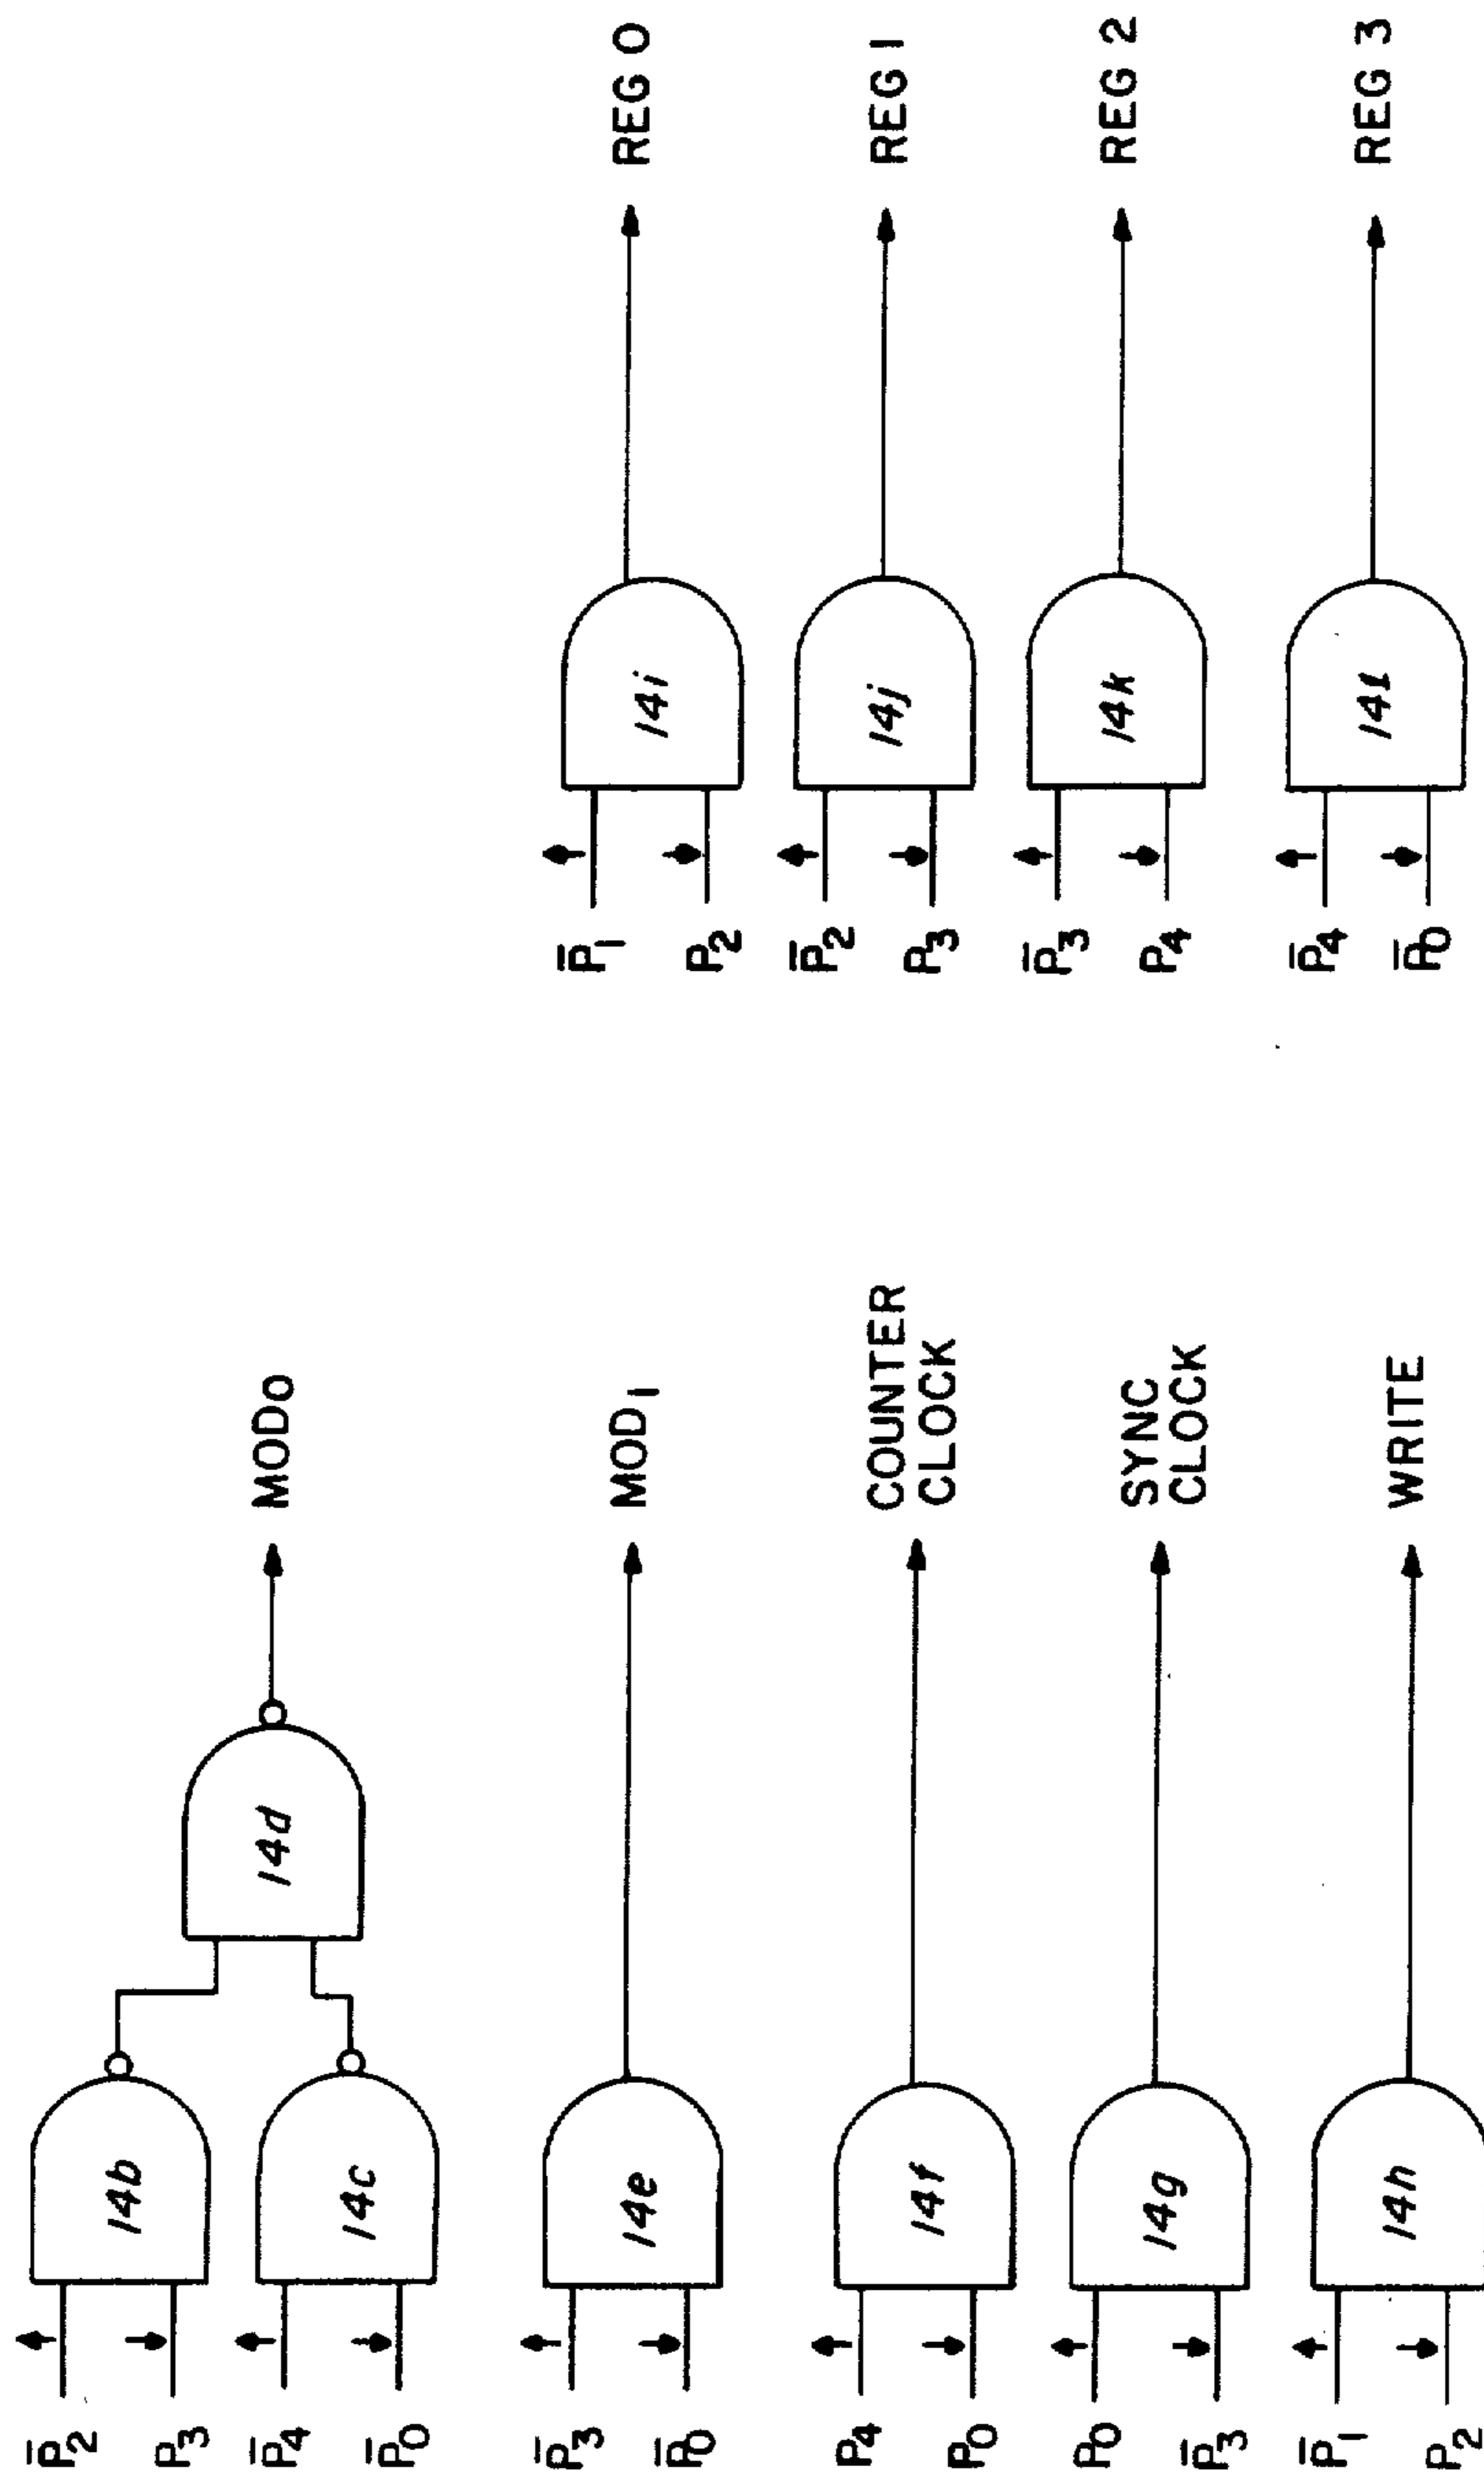 P̄2
P3
14b
P̄4
P̄0
14c
14d
MOD0
P̄3
P̄0
14e
MOD1
P4
P0
14f
COUNTER
CLOCK
P0
P̄3
14g
SYNC
CLOCK
P̄1
P2
14h
WRITE
P̄1
P2
14i
REG 0
P̄2
P3
14j
REG 1
P̄3
P4
14k
REG 2
P̄4
P̄0
14l
REG 3